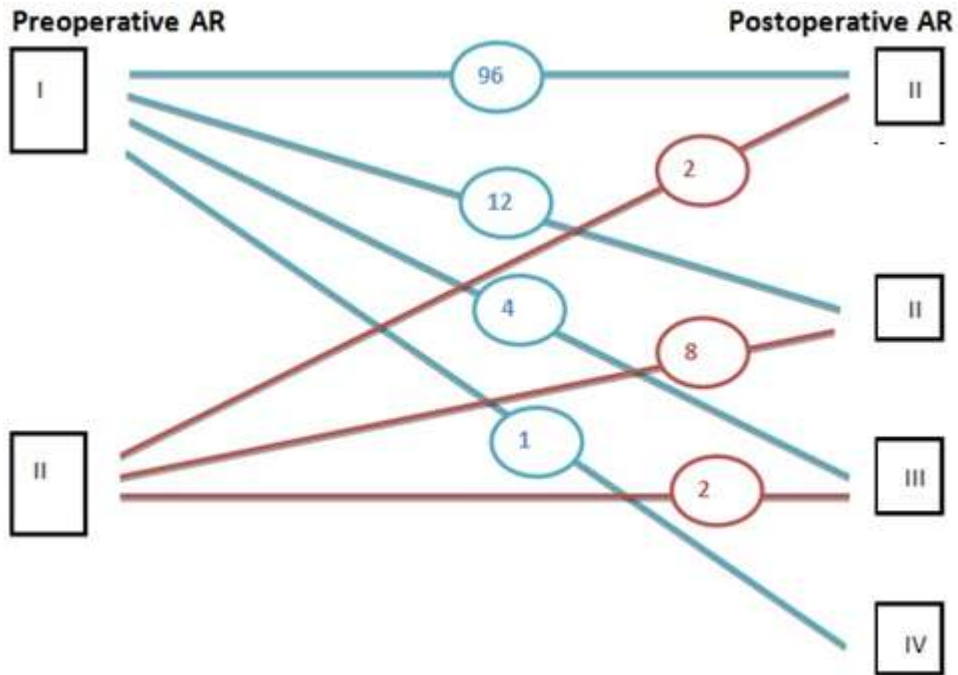 Preoperative AR
Postoperative AR
I
96
II
2
12
4
II
8
1
II
2
III
IV